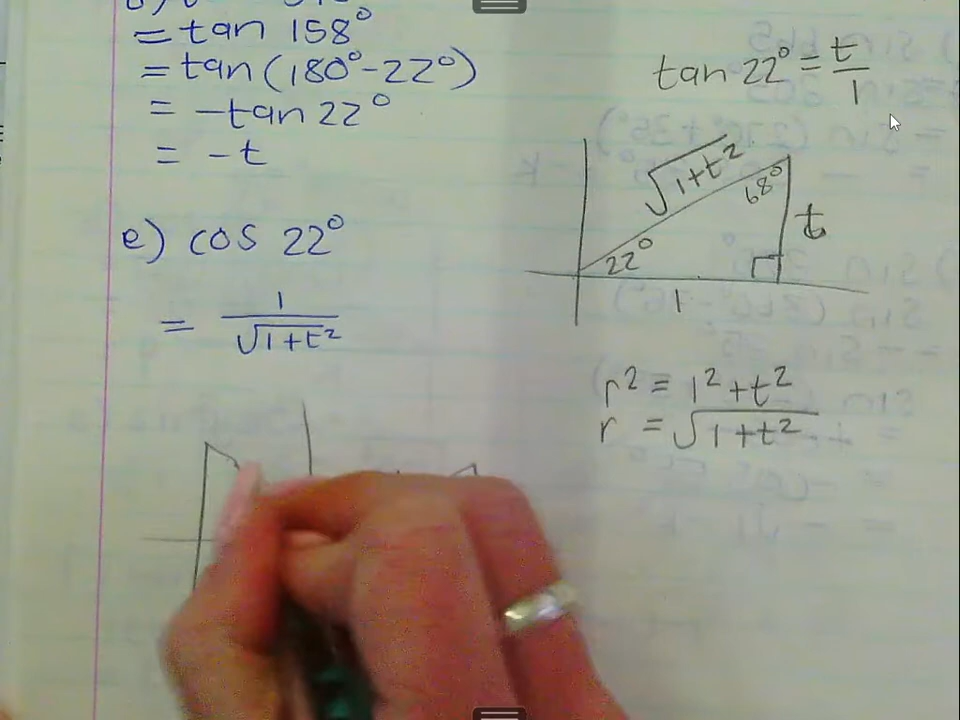 = tan 158°
= tan(180°-22°)
= -tan 22°
= -t
e) cos 22°
= 1/√1+t²
tan 22° = t/1
√1+t²
68°
t
22°
1
r² = 1² + t²
r = √1+t²